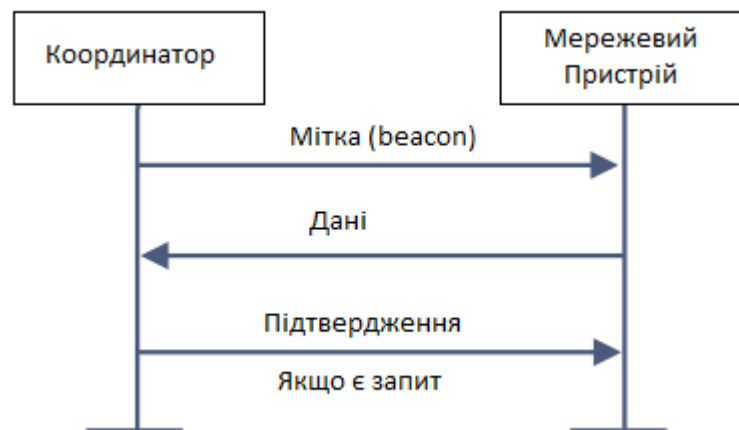 Координатор
Мережевий
Пристрій
Мітка (beacon)
Дані
Підтвердження
Якщо є запит